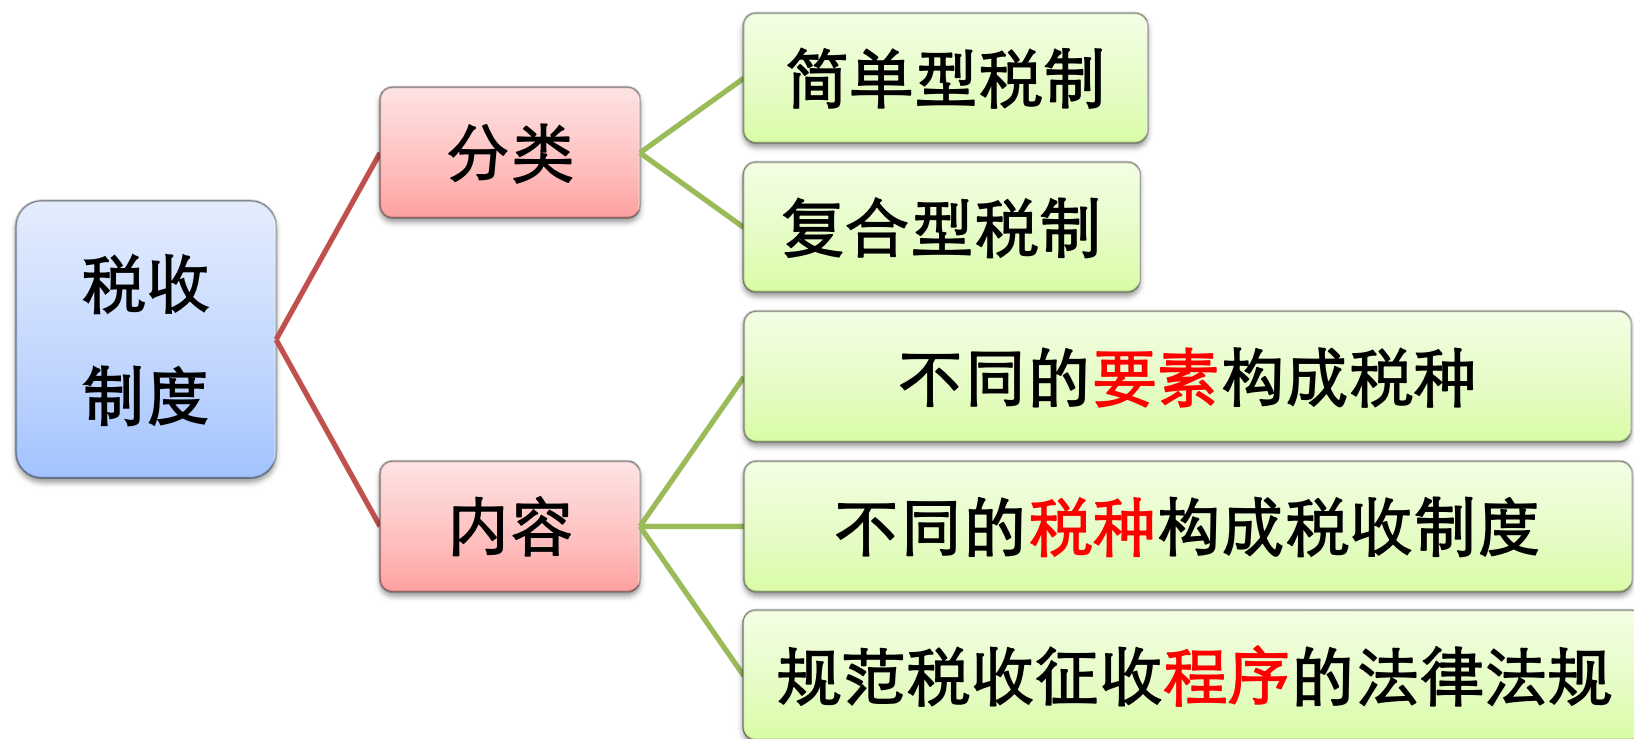 税收
制度
分类
简单型税制
复合型税制
内容
不同的要素构成税种
不同的税种构成税收制度
规范税收征收程序的法律法规